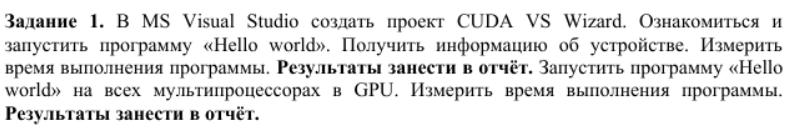 Задание 1. В MS Visual Studio создать проект CUDA VS Wizard. Ознакомиться и
запустить программу «Hello world». Получить информацию об устройстве. Измерить
время выполнения программы. Результаты занести в отчёт. Запустить программу «Hello
world» на всех мультипроцессорах в GPU. Измерить время выполнения программы.
Результаты занести в отчёт.